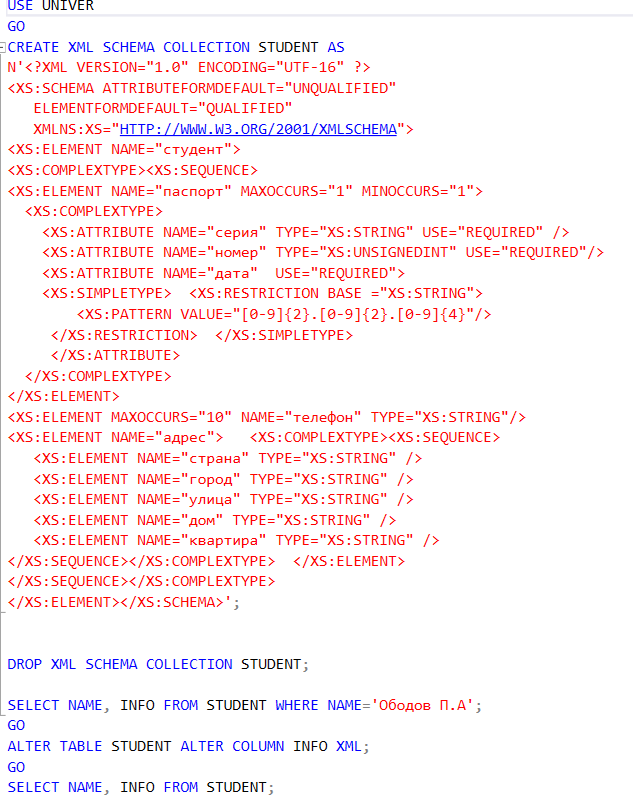 USE UNIVER
GO
CREATE XML SCHEMA COLLECTION STUDENT AS
N'<?XML VERSION="1.0" ENCODING="UTF-16" ?>
<XS:SCHEMA ATTRIBUTEFORMDEFAULT="UNQUALIFIED"
ELEMENTFORMDEFAULT="QUALIFIED"
XMLNS:XS="HTTP://WWW.W3.ORG/2001/XMLSCHEMA">
<XS:ELEMENT NAME="студент">
<XS:COMPLEXTYPE><XS:SEQUENCE>
<XS:ELEMENT NAME="паспорт" MAXOCCURS="1" MINOCCURS="1">
<XS:COMPLEXTYPE>
<XS:ATTRIBUTE NAME="серия" TYPE="XS:STRING" USE="REQUIRED" />
<XS:ATTRIBUTE NAME="номер" TYPE="XS:UNSIGNEDINT" USE="REQUIRED"/>
<XS:ATTRIBUTE NAME="дата"  USE="REQUIRED">
<XS:SIMPLETYPE>  <XS:RESTRICTION BASE ="XS:STRING">
<XS:PATTERN VALUE="[0-9]{2}.[0-9]{2}.[0-9]{4}"/>
</XS:RESTRICTION>  </XS:SIMPLETYPE>
</XS:ATTRIBUTE>
</XS:COMPLEXTYPE>
</XS:ELEMENT>
<XS:ELEMENT MAXOCCURS="10" NAME="телефон" TYPE="XS:STRING"/>
<XS:ELEMENT NAME="адрес">   <XS:COMPLEXTYPE><XS:SEQUENCE>
<XS:ELEMENT NAME="страна" TYPE="XS:STRING" />
<XS:ELEMENT NAME="город" TYPE="XS:STRING" />
<XS:ELEMENT NAME="улица" TYPE="XS:STRING" />
<XS:ELEMENT NAME="дом" TYPE="XS:STRING" />
<XS:ELEMENT NAME="квартира" TYPE="XS:STRING" />
</XS:SEQUENCE></XS:COMPLEXTYPE>  </XS:ELEMENT>
</XS:SEQUENCE></XS:COMPLEXTYPE>
</XS:ELEMENT></XS:SCHEMA>';
DROP XML SCHEMA COLLECTION STUDENT;
SELECT NAME, INFO FROM STUDENT WHERE NAME='Ободов П.А';
GO
ALTER TABLE STUDENT ALTER COLUMN INFO XML;
GO
SELECT NAME, INFO FROM STUDENT;